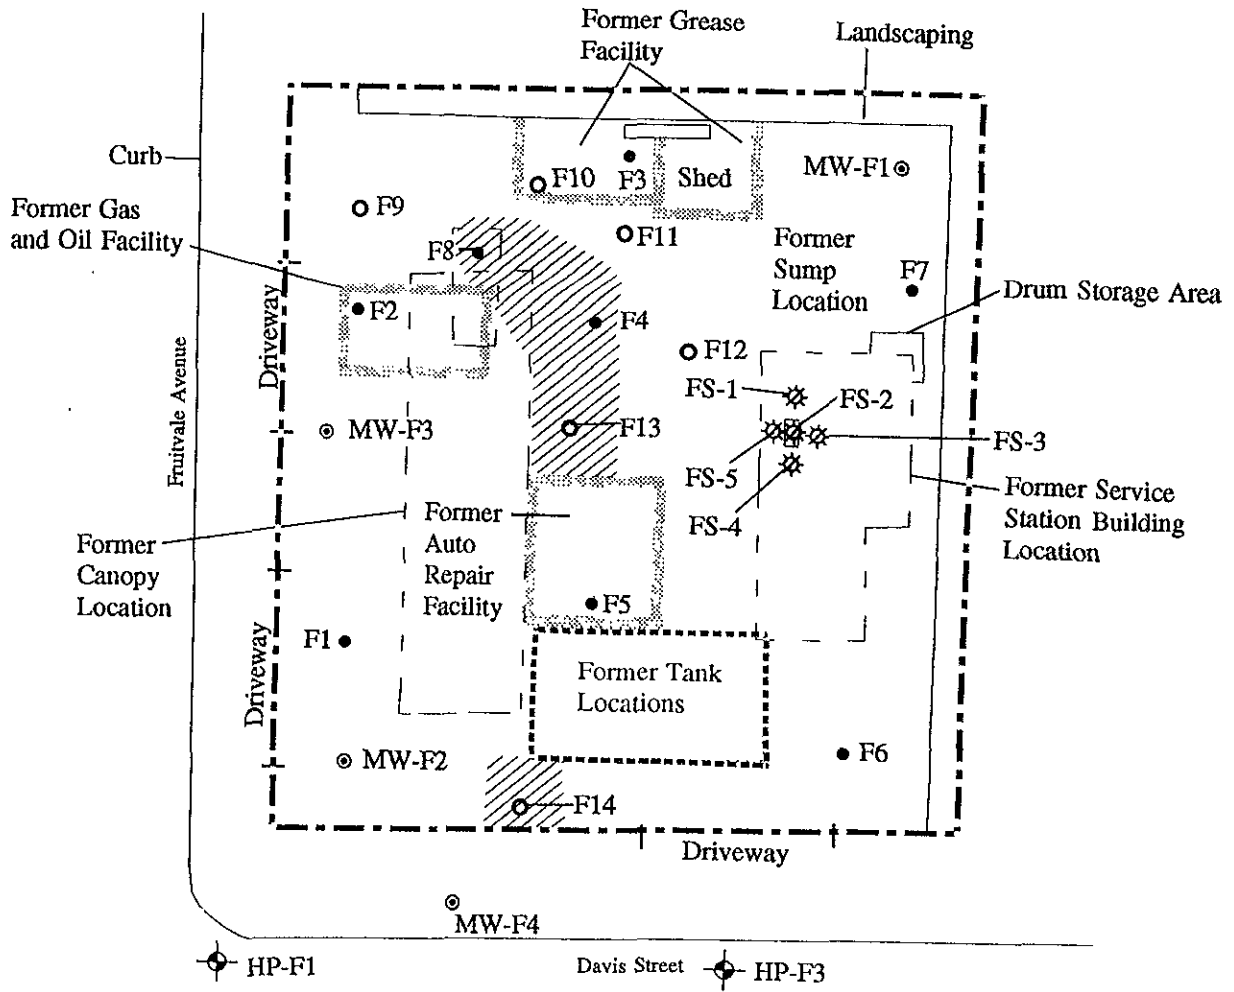 Former Grease
Facility
Landscaping
Curb
MW-F1
F10
F3
Shed
Former Gas
and Oil Facility
F9
F11
F8
Former
Sump
Location
F7
Drum Storage Area
Driveway
F2
F4
F12
FS-1
FS-2
Fruitvale Avenue
MW-F3
F13
FS-3
FS-5
FS-4
Former Service
Station Building
Location
Former
Canopy
Location
Former
Auto
Repair
Facility
F5
F1
Driveway
Former Tank
Locations
MW-F2
F6
F14
Driveway
MW-F4
HP-F1
Davis Street
HP-F3